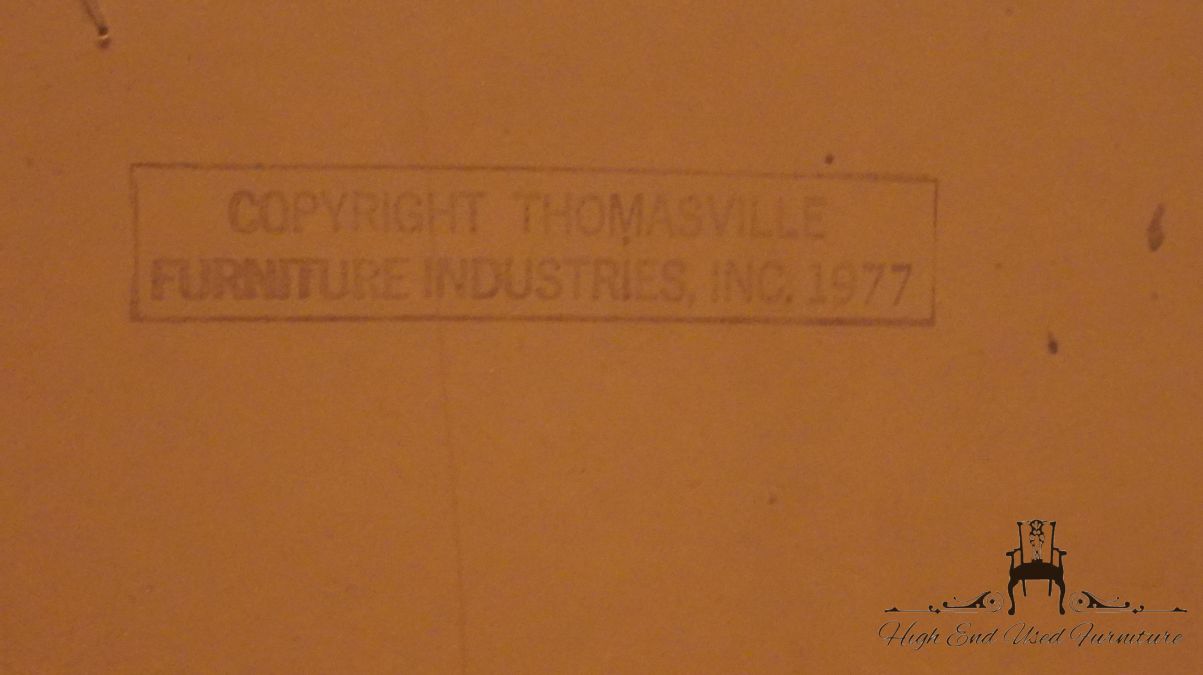 COPYRIGHT THOMASVILLE
FURNITURE INDUSTRIES, INC. 1977
High End Used Furniture